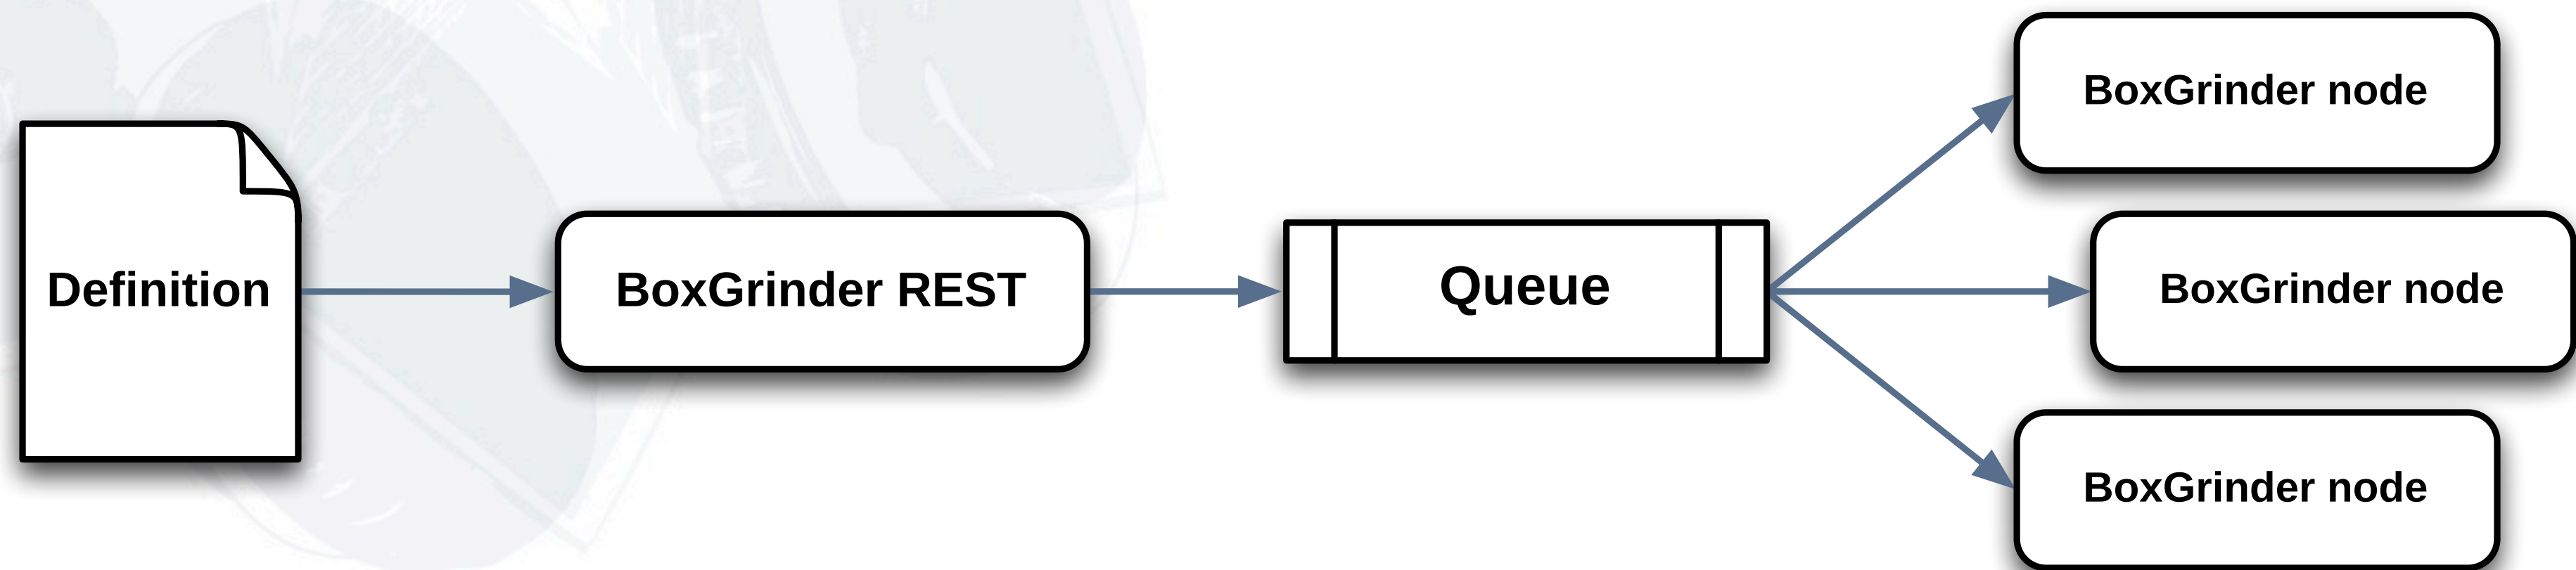 Definition
BoxGrinder REST
Queue
BoxGrinder node
BoxGrinder node
BoxGrinder node